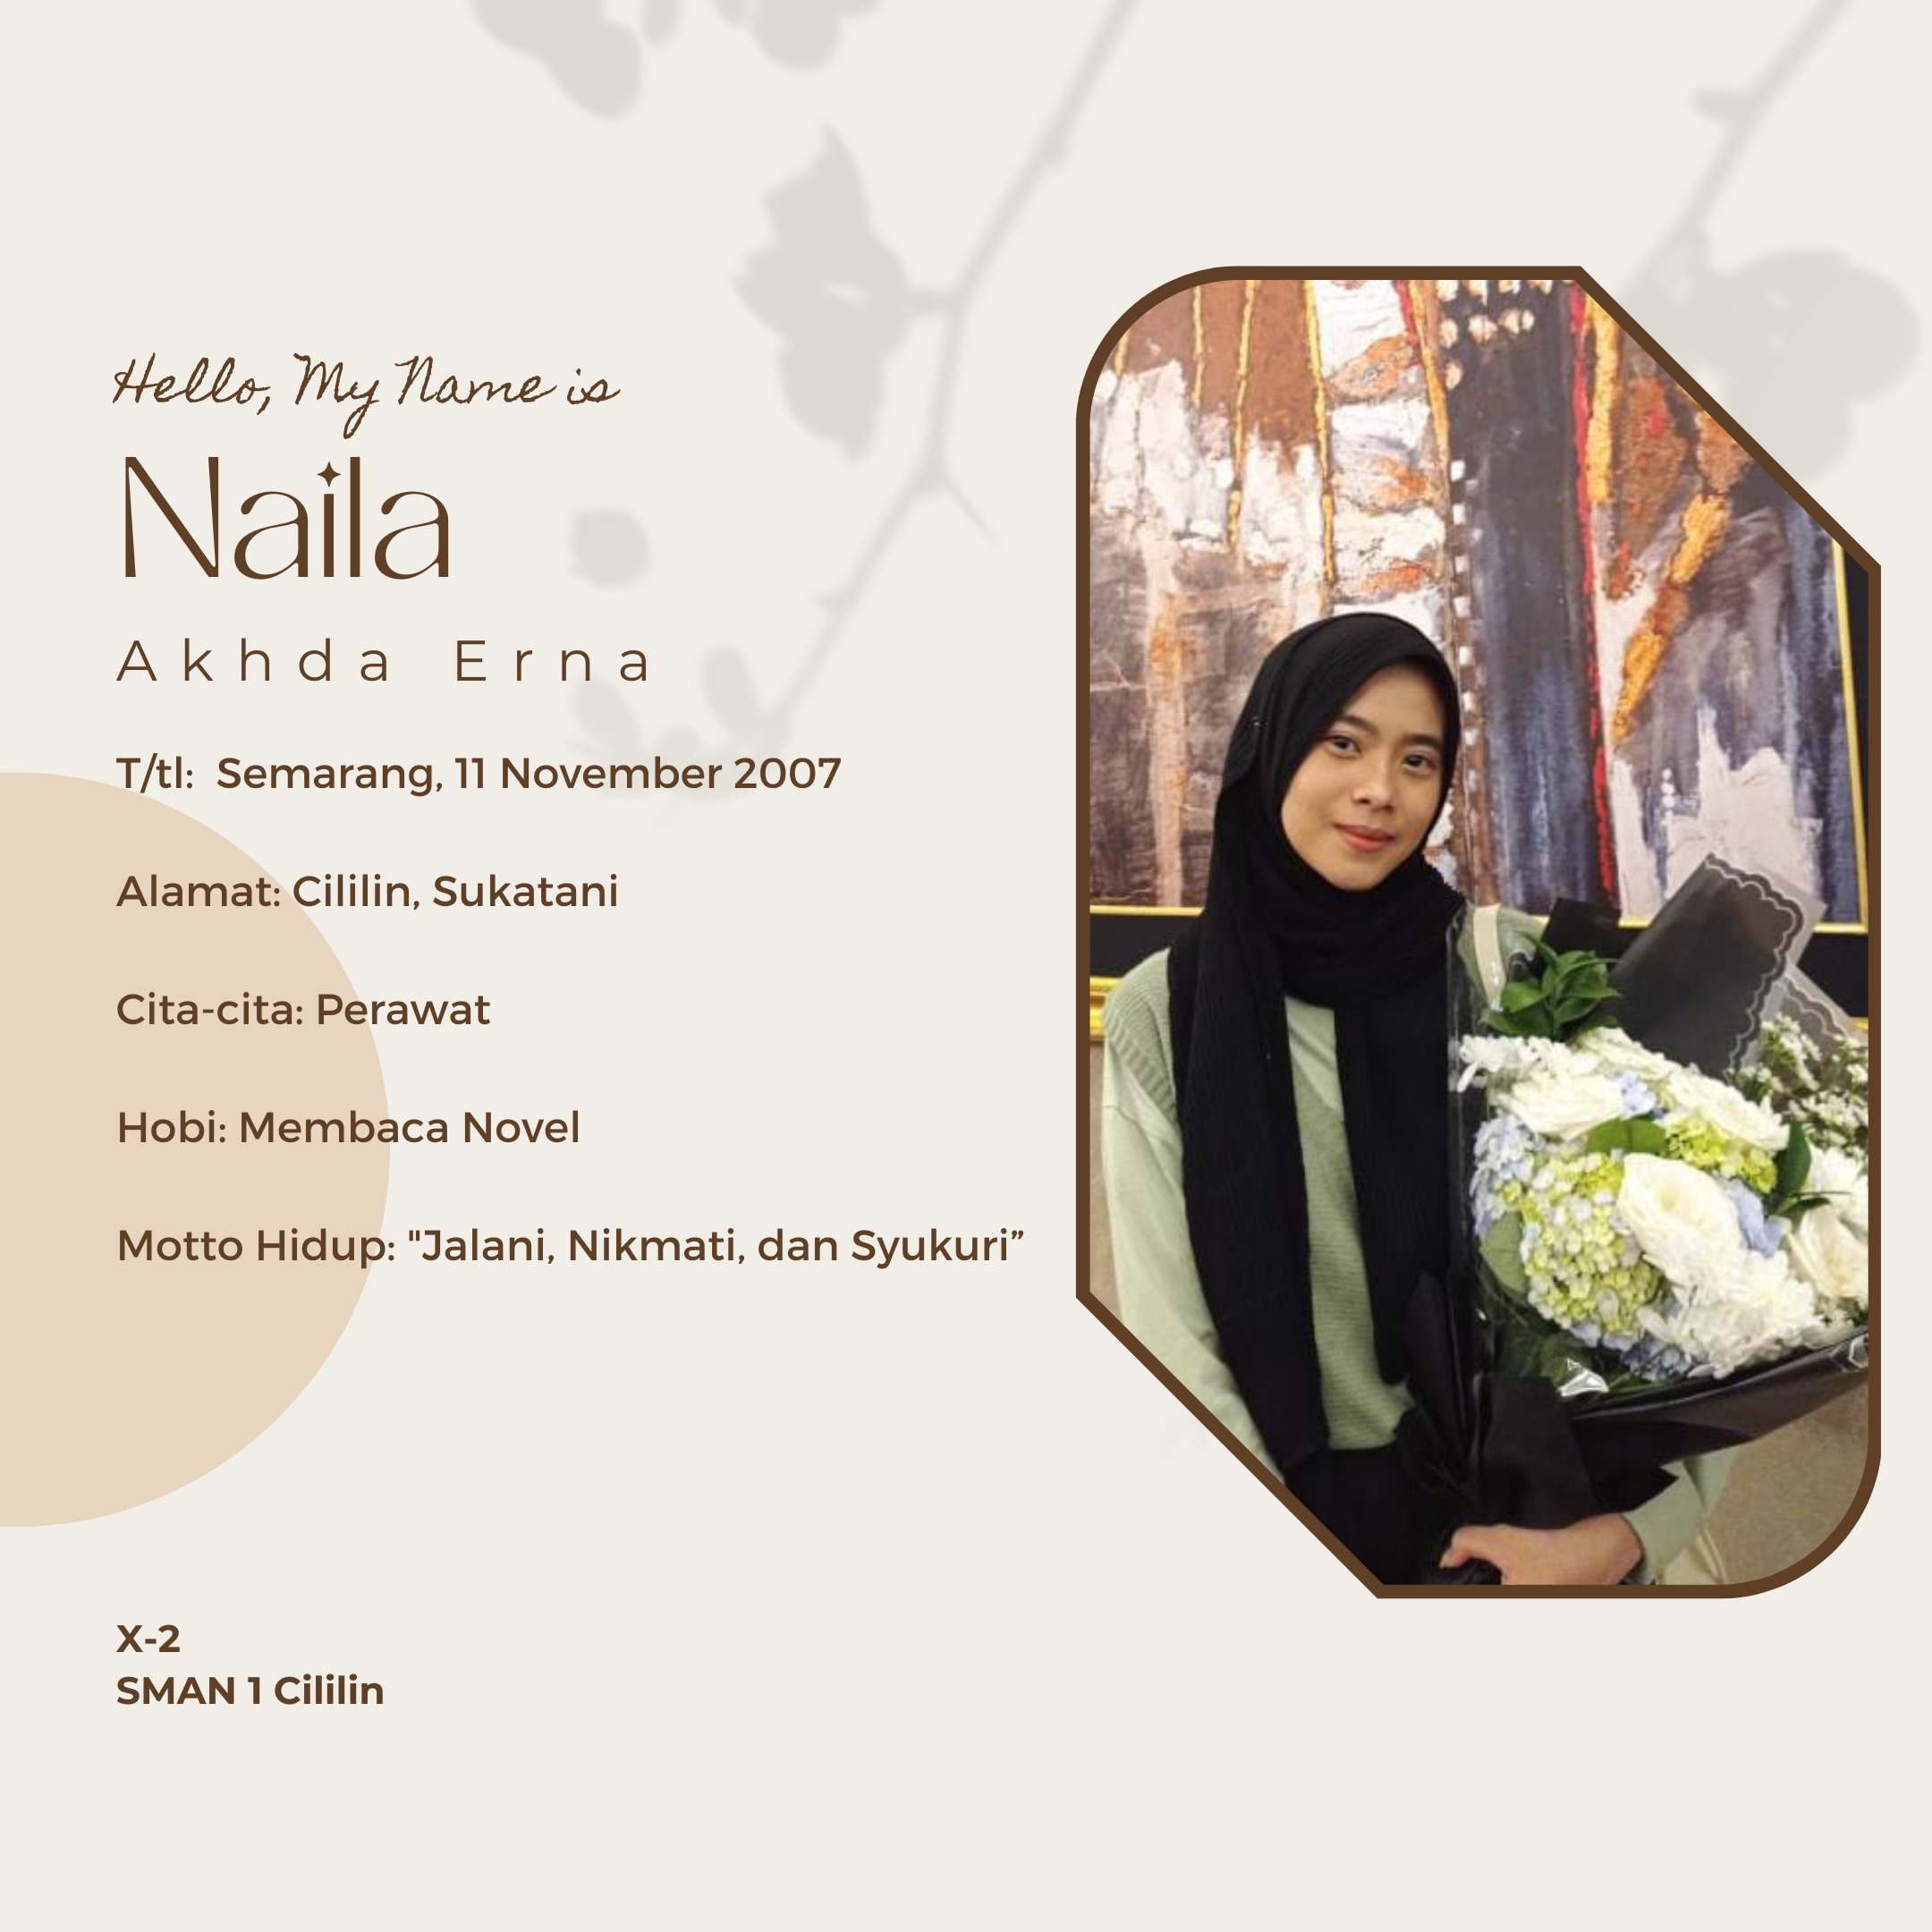 Hello, My Name is
Naila
Akhda Erna
T/tl:  Semarang, 11 November 2007
Alamat: Cililin, Sukatani
Cita-cita: Perawat
Hobi: Membaca Novel
Motto Hidup: "Jalani, Nikmati, dan Syukuri”
X-2
SMAN 1 Cililin